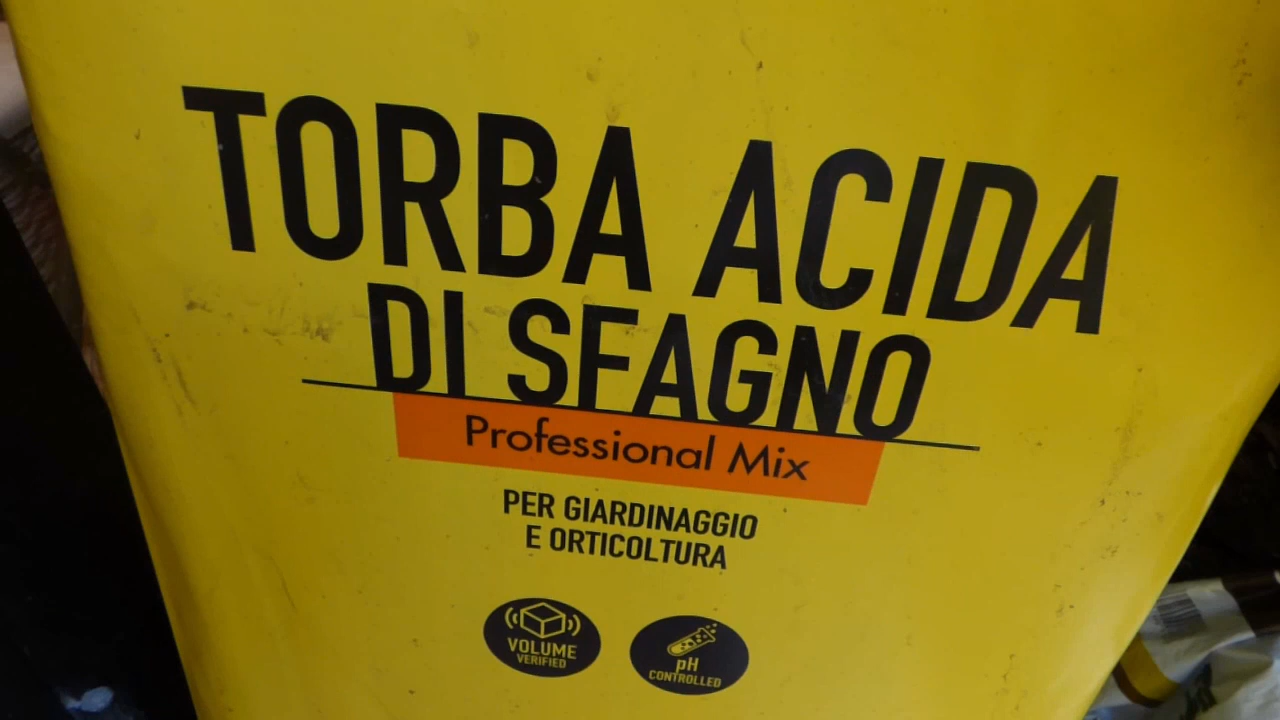 TORBA ACIDA
DI SFAGNO
Professional Mix
PER GIARDINAGGIO
E ORTICOLTURA
VOLUME
VERIFIED
pH
CONTROLLED